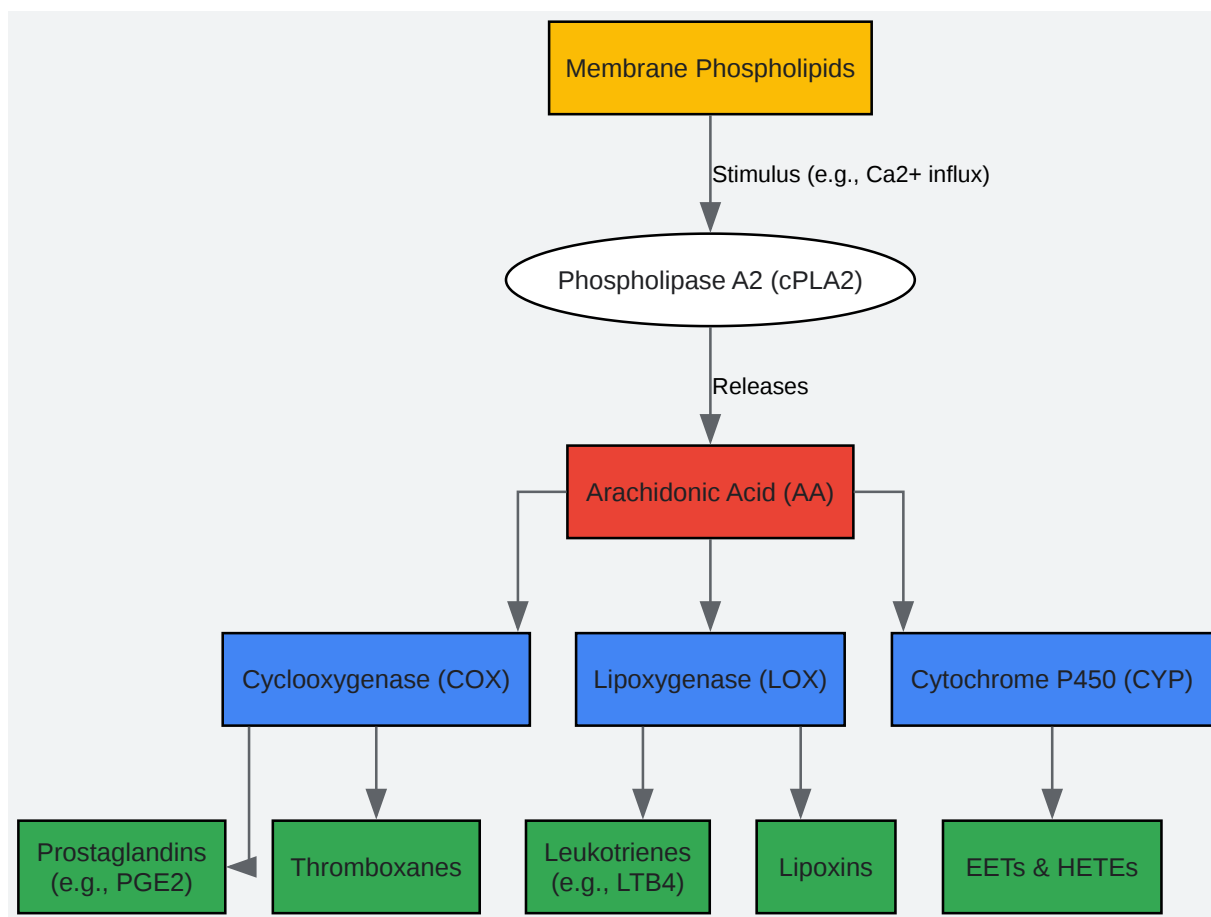 Membrane Phospholipids
Stimulus (e.g., Ca2+ influx)
Phospholipase A2 (cPLA2)
Releases
Arachidonic Acid (AA)
Cyclooxygenase (COX)
Lipoxygenase (LOX)
Cytochrome P450 (CYP)
Prostaglandins
(e.g., PGE2)
Thromboxanes
Leukotrienes
(e.g., LTB4)
Lipoxins
EETs & HETEs